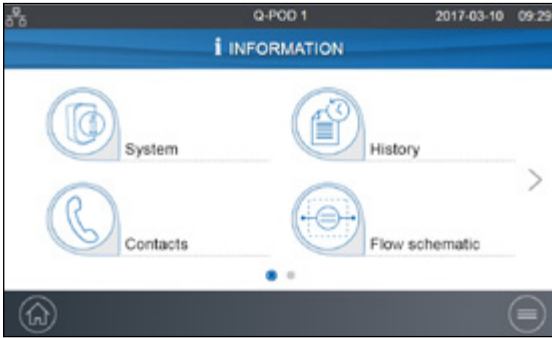 Q-POD 1 2017-03-10 09:29
i INFORMATION
System History
Contacts Flow schematic